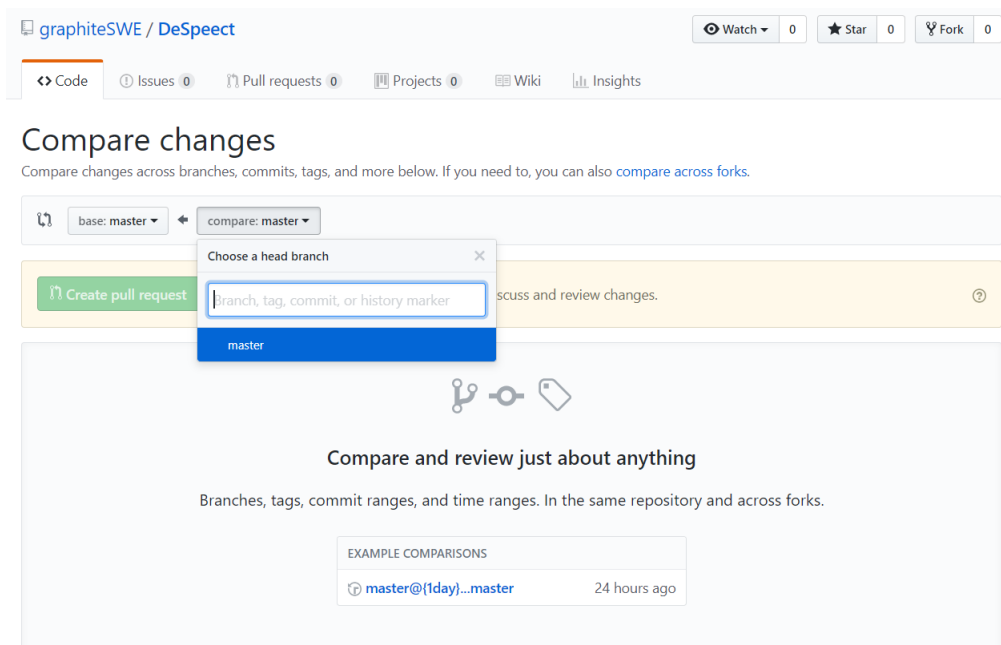 graphiteSWE / DeSpeect
Watch 0 Star 0 Fork 0
Code Issues 0 Pull requests 0 Projects 0 Wiki Insights
Compare changes
Compare changes across branches, commits, tags, and more below. If you need to, you can also compare across forks.
base: master compare: master
Choose a head branch
Create pull request
Branch, tag, commit, or history marker
scuss and review changes.
master
Compare and review just about anything
Branches, tags, commit ranges, and time ranges. In the same repository and across forks.
EXAMPLE COMPARISONS
master@{1day}...master 24 hours ago